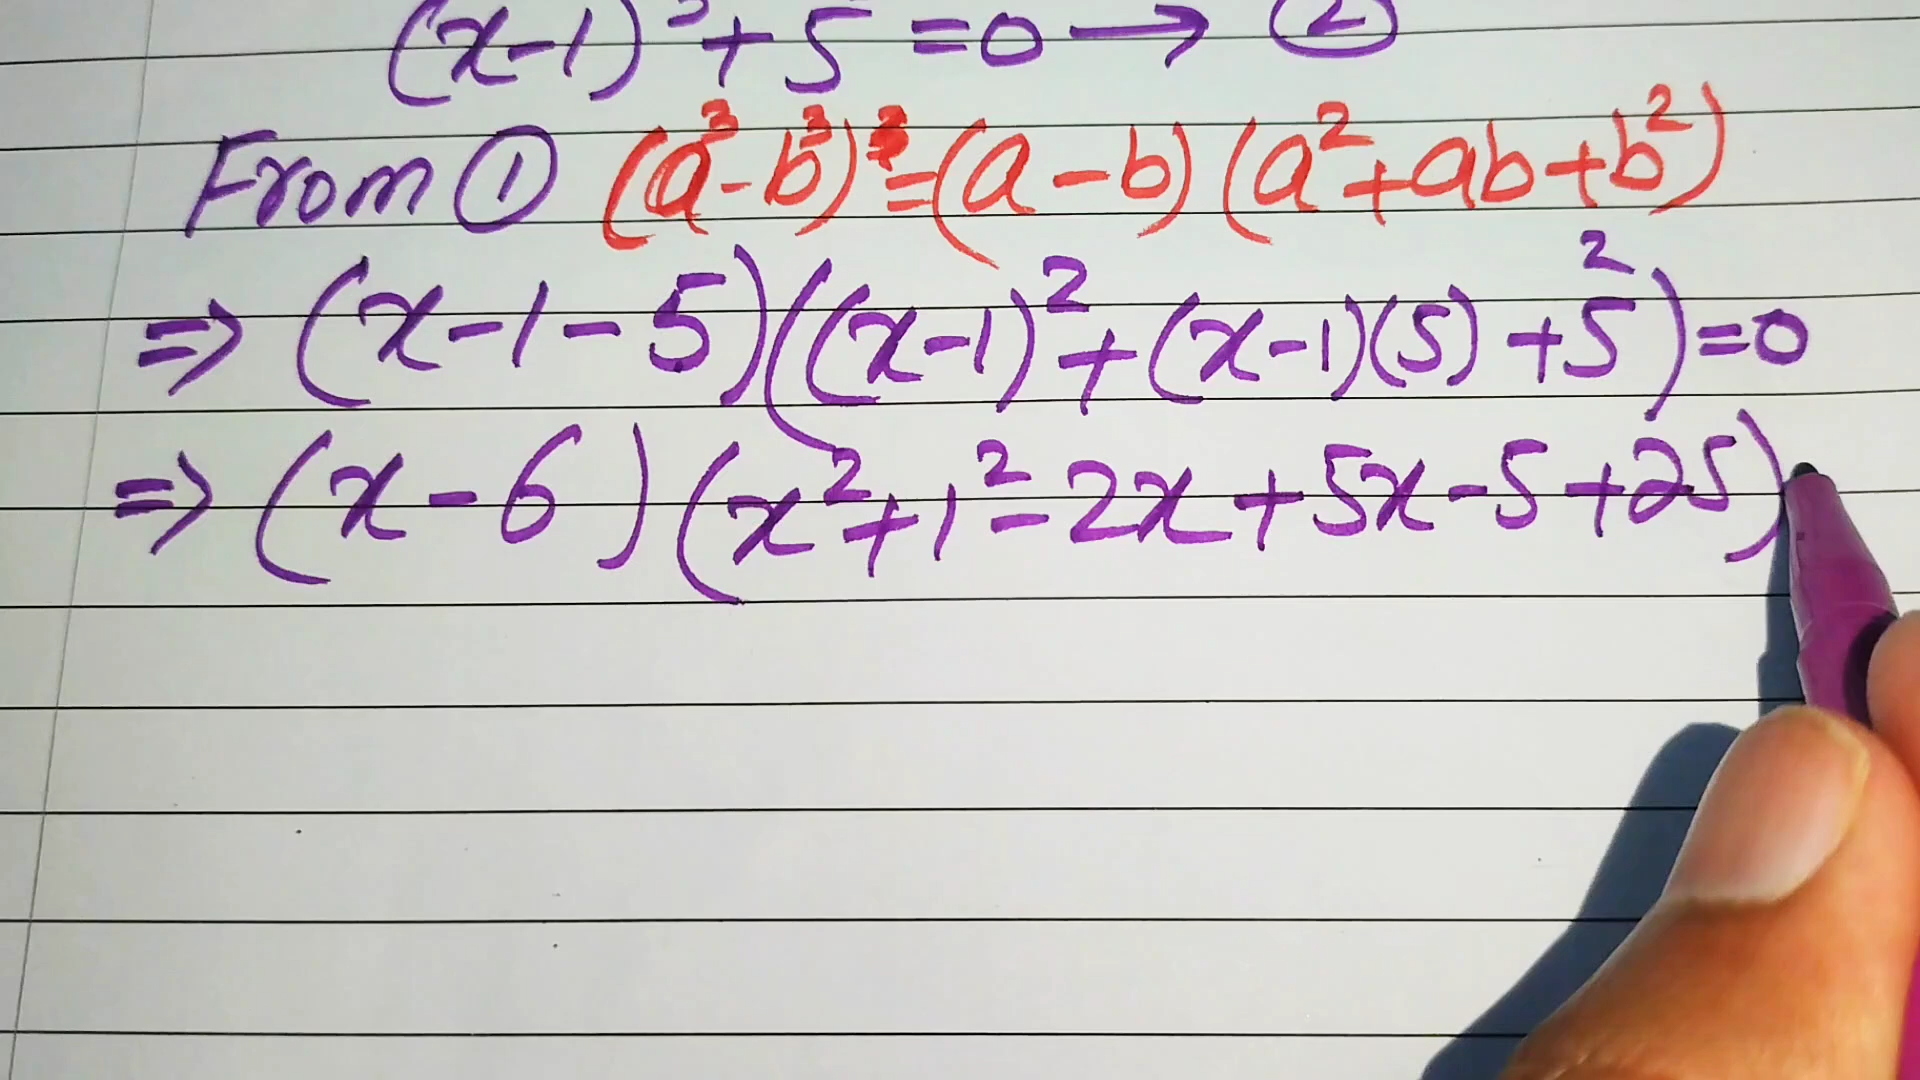 (x-1)³+5³=0→②
From ① (a³-b³)=(a-b)(a²+ab+b²)
⇒(x-1-5)((x-1)²+(x-1)(5)+5²)=0
⇒(x-6)(x²+1²-2x+5x-5+25)